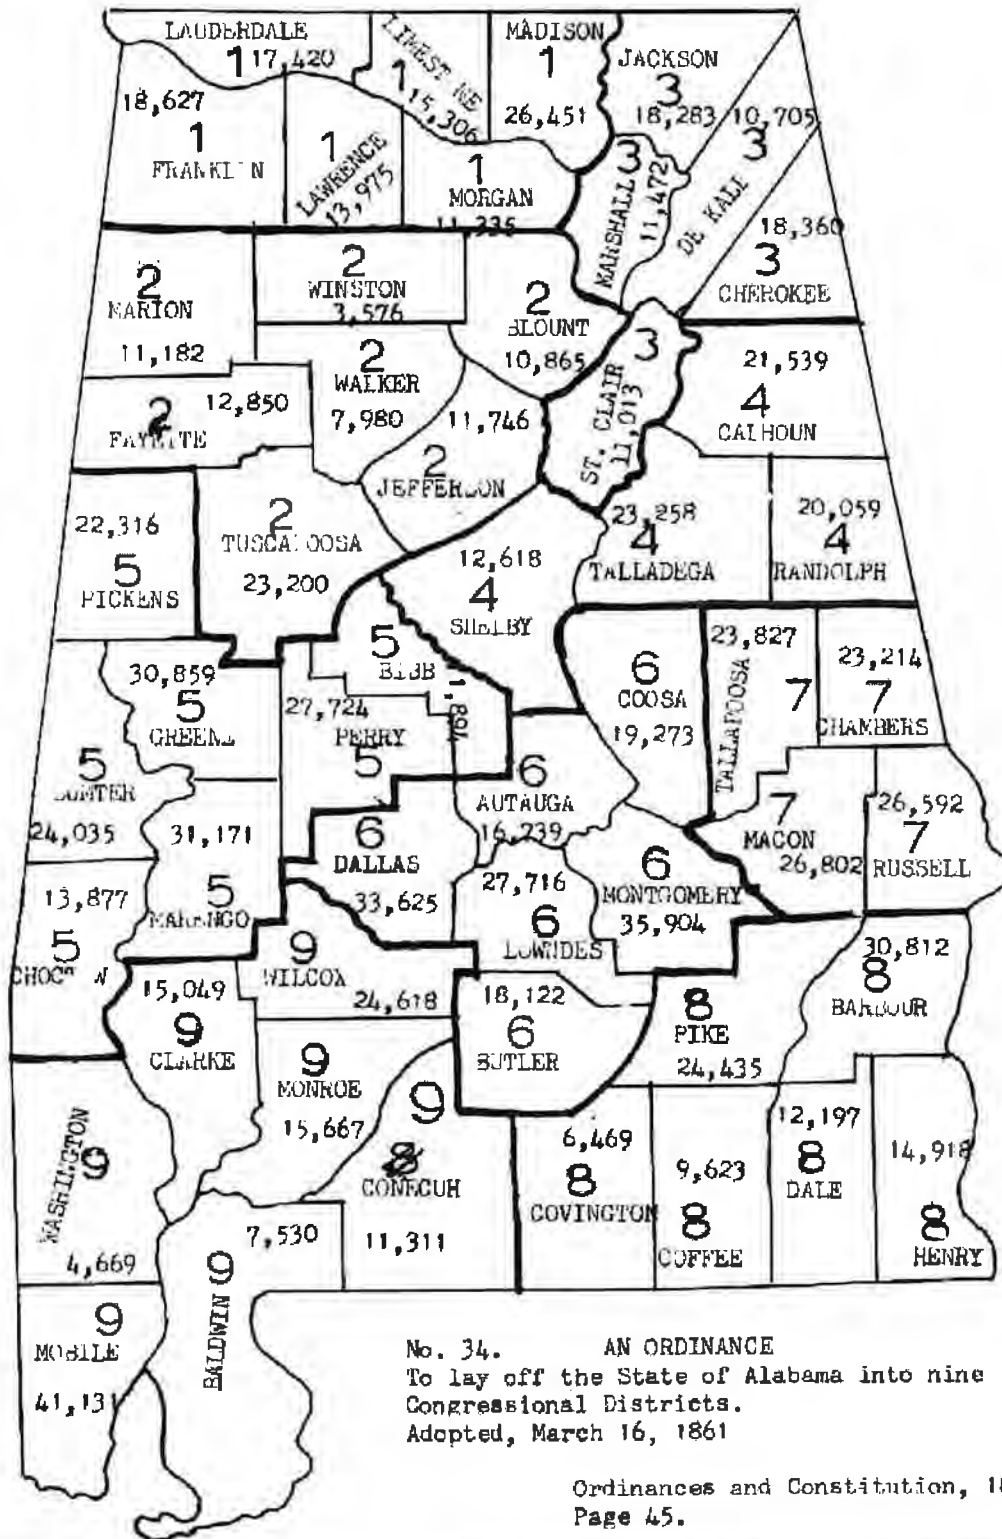 LAUDERDALE
1 17,420
1
15,306
MADISON
1
26,451
JACKSON
3
18,283
10,705
3
DE KALB
18,627
1
1
LAWRENCE
13,975
1
MORGAN
11,235
MARSHALL 3
11,472
18,360
3
CHEROKEE
2
MARION
11,182
2
WINSTON
3,576
2
BLOUNT
10,865
3
ST. CLAIR
11,013
21,539
4
CALHOUN
2
12,850
FAYETTE
2
WALKER
7,980
11,746
2
JEFFERSON
22,316
5
PICKENS
2
23,200
12,618
4
SHELBY
23,258
4
TALLADEGA
20,059
4
RANDOLPH
30,859
5
5
BIBB
27,724
PERRY
5
6
COOSA
19,273
23,827
TALLAPOOSA
7
23,214
7
CHAMBERS
5
24,035
31,171
5
MARENGO
6
DALLAS
33,625
6
AUTAUGA
16,739
7
MACON
26,802
26,592
7
RUSSELL
13,877
5
27,716
6
LOWNDES
6
MONTGOMERY
35,904
9
WILCOX
24,618
15,049
9
CLARKE
18,122
6
BUTLER
8
PIKE
24,435
30,812
8
BARBOUR
WASHINGTON
9
4,669
9
MONROE
15,667
9
8
CONECUH
11,311
6,469
8
COVINGTON
9,623
8
COFFEE
12,197
8
DALE
14,918
8
HENRY
9
MOBILE
41,131
7,530
BALDWIN 9
No. 34. AN ORDINANCE
To lay off the State of Alabama into nine
Congressional Districts.
Adopted, March 16, 1861
Ordinances and Constitution,
Page 45.